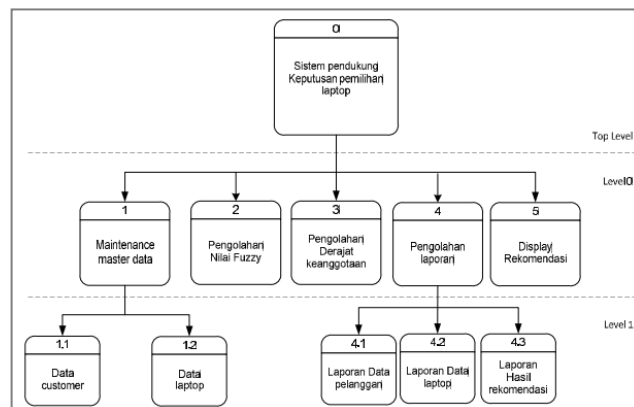 0
Sistem pendukung
Keputusan pemilihan
laptop
Top Level
Level 0
1
Maintenance
master data
2
Pengolahan
Nilai Fuzzy
3
Pengolahan
Derajat
keanggotaan
4
Pengolahan
laporan
5
Display
Rekomendasi
Level 1
1.1
Data
customer
1.2
Data
laptop
4.1
Laporan Data
pelanggan
4.2
Laporan Data
laptop
4.3
Laporan
Hasil
rekomendasi